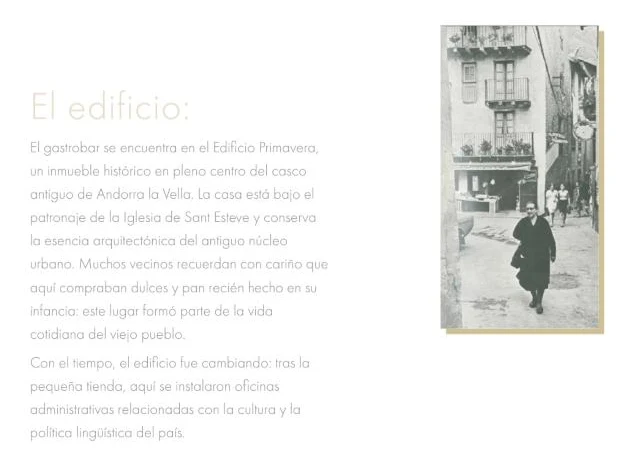 El edificio:
El gastrobar se encuentra en el Edificio Primavera,
un inmueble histórico en pleno centro del casco
antiguo de Andorra la Vella. La casa está bajo el
patronaje de la Iglesia de Sant Esteve y conserva
la esencia arquitectónica del antiguo núcleo
urbano. Muchos vecinos recuerdan con cariño que
aquí compraban dulces y pan recién hecho en su
infancia: este lugar formó parte de la vida
cotidiana del viejo pueblo.
Con el tiempo, el edificio fue cambiando: tras la
pequeña tienda, aquí se instalaron oficinas
administrativas relacionadas con la cultura y la
política lingüística del país.